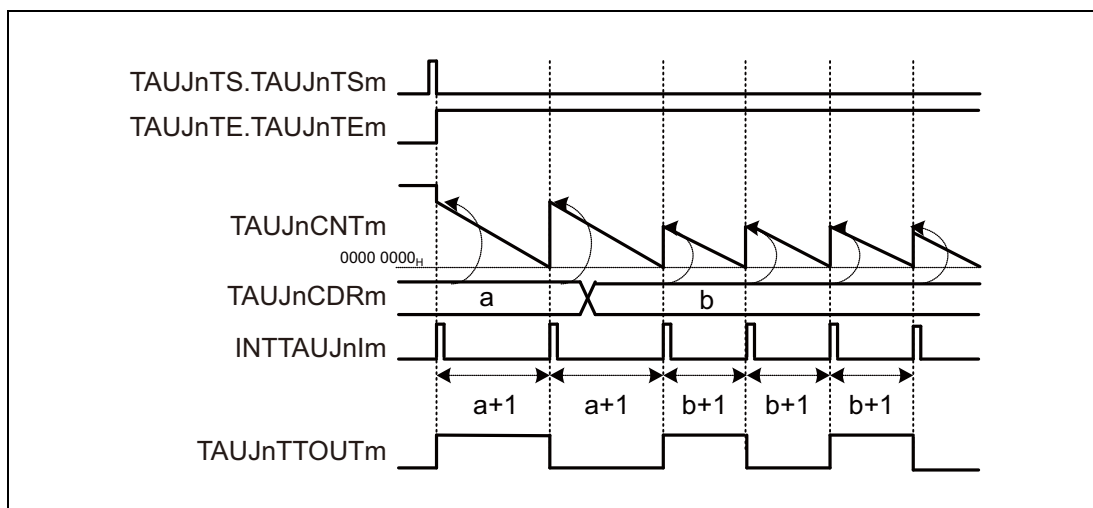 TAUJnTS.TAUJnTSm
TAUJnTE.TAUJnTEm
TAUJnCNTm
0000 0000H
TAUJnCDRm
a
b
INTTAUJnIm
a+1
a+1
b+1
b+1
b+1
TAUJnTTOUTm